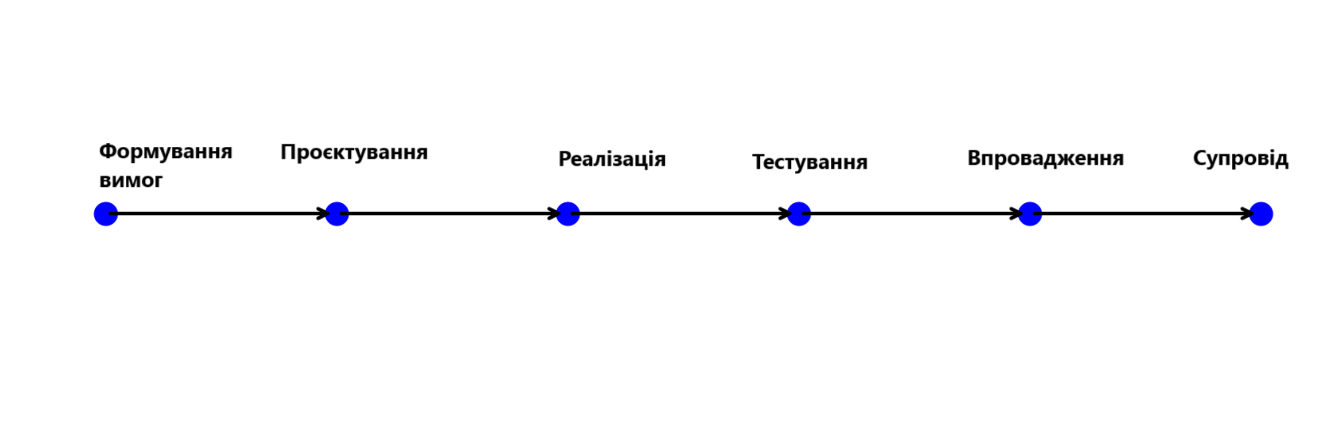 Формування
вимог
Проєктування
Реалізація
Тестування
Впровадження
Супровід